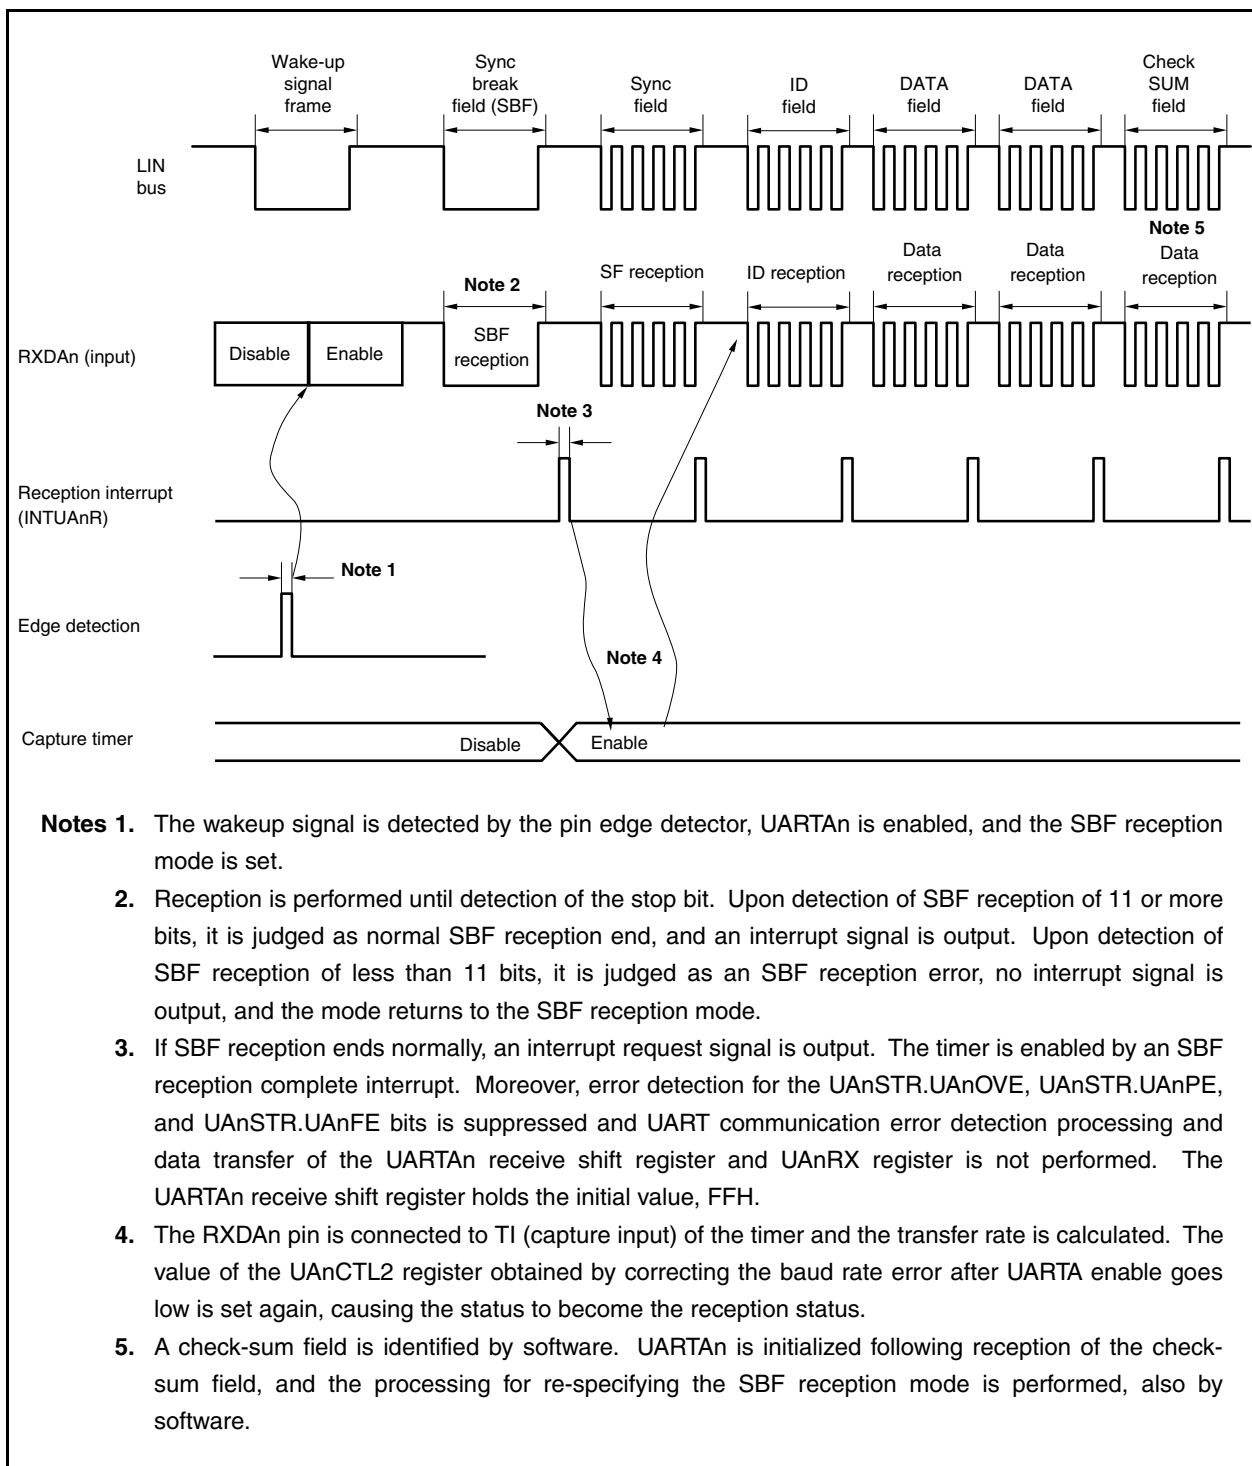 Wake-up
signal
frame
Sync
break
field (SBF)
Sync
field
ID
field
DATA
field
DATA
field
Check
SUM
field
LIN
bus
Note 5
Note 2
SF reception
ID reception
Data
reception
Data
reception
Data
reception
RXDAn (input)
Disable
Enable
SBF
reception
Note 3
Reception interrupt
(INTUAnR)
Note 1
Edge detection
Note 4
Capture timer
Disable
Enable
Notes 1. The wakeup signal is detected by the pin edge detector, UARTAn is enabled, and the SBF reception
mode is set.
2. Reception is performed until detection of the stop bit. Upon detection of SBF reception of 11 or more
bits, it is judged as normal SBF reception end, and an interrupt signal is output. Upon detection of
SBF reception of less than 11 bits, it is judged as an SBF reception error, no interrupt signal is
output, and the mode returns to the SBF reception mode.
3. If SBF reception ends normally, an interrupt request signal is output. The timer is enabled by an SBF
reception complete interrupt. Moreover, error detection for the UAnSTR.UAnOVE, UAnSTR.UAnPE,
and UAnSTR.UAnFE bits is suppressed and UART communication error detection processing and
data transfer of the UARTAn receive shift register and UAnRX register is not performed. The
UARTAn receive shift register holds the initial value, FFH.
4. The RXDAn pin is connected to TI (capture input) of the timer and the transfer rate is calculated. The
value of the UAnCTL2 register obtained by correcting the baud rate error after UARTA enable goes
low is set again, causing the status to become the reception status.
5. A check-sum field is identified by software. UARTAn is initialized following reception of the check-
sum field, and the processing for re-specifying the SBF reception mode is performed, also by
software.